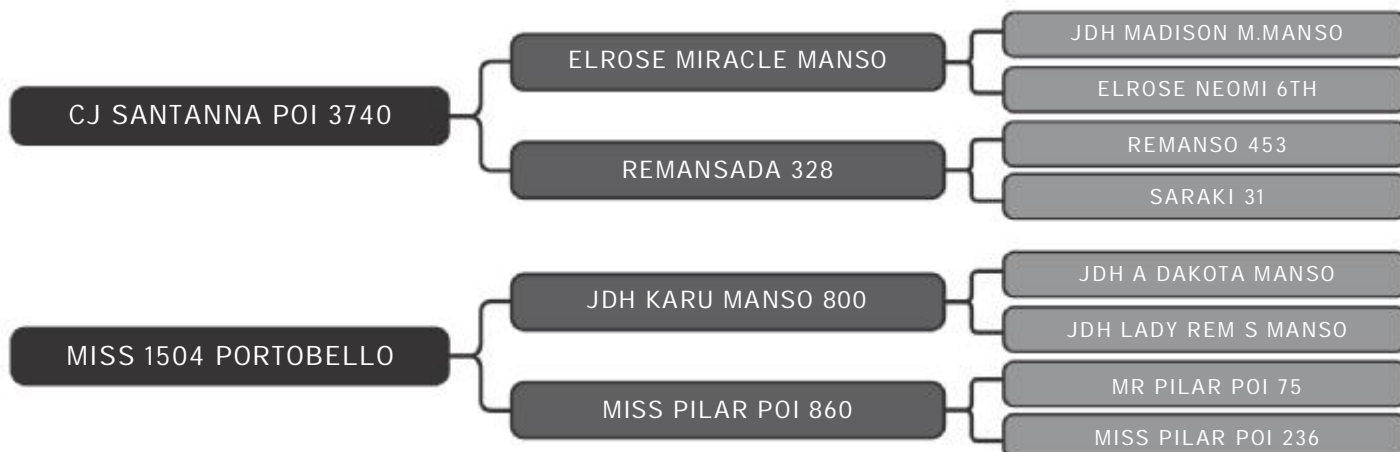 CJ SANTANNA POI 3740
ELROSE MIRACLE MANSO
JDH MADISON M.MANSO
ELROSE NEOMI 6TH
REMANSADA 328
REMANSO 453
SARAKI 31
MISS 1504 PORTOBELLO
JDH KARU MANSO 800
JDH A DAKOTA MANSO
JDH LADY REM S MANSO
MISS PILAR POI 860
MR PILAR POI 75
MISS PILAR POI 236